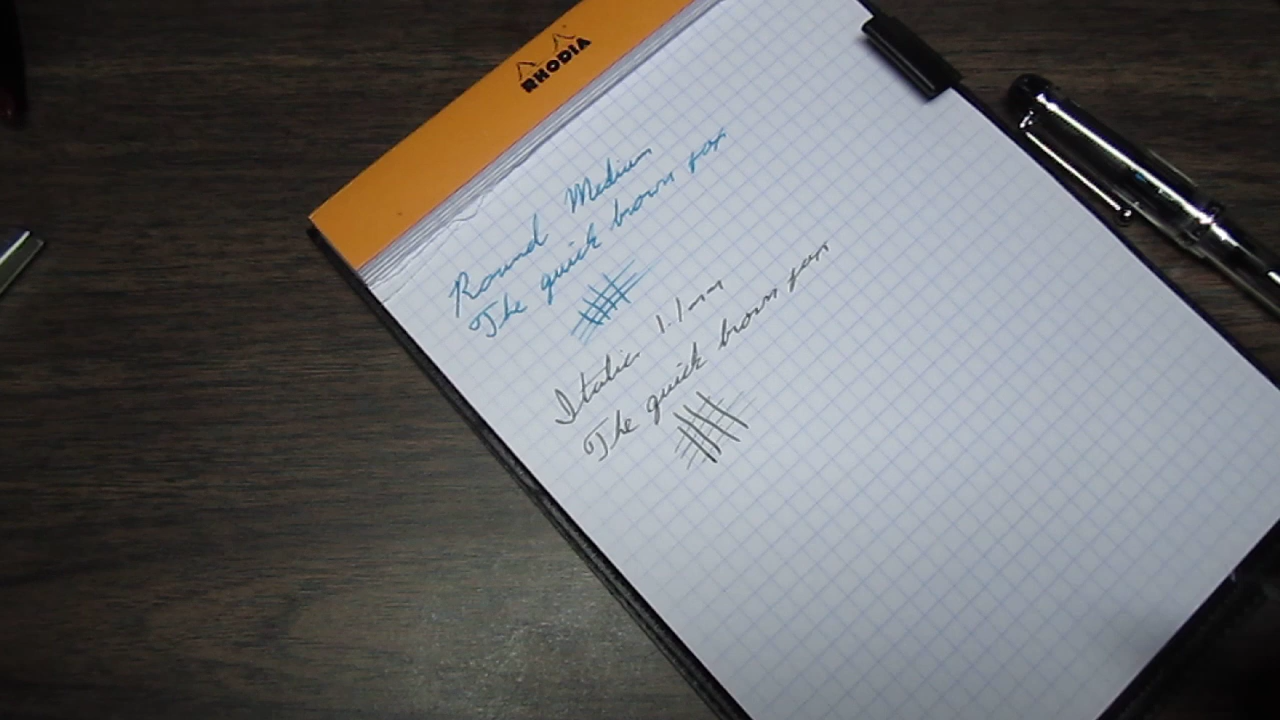 RHODIA
Round Medium
The quick brown fox
Italic 1.1mm
The quick brown fox